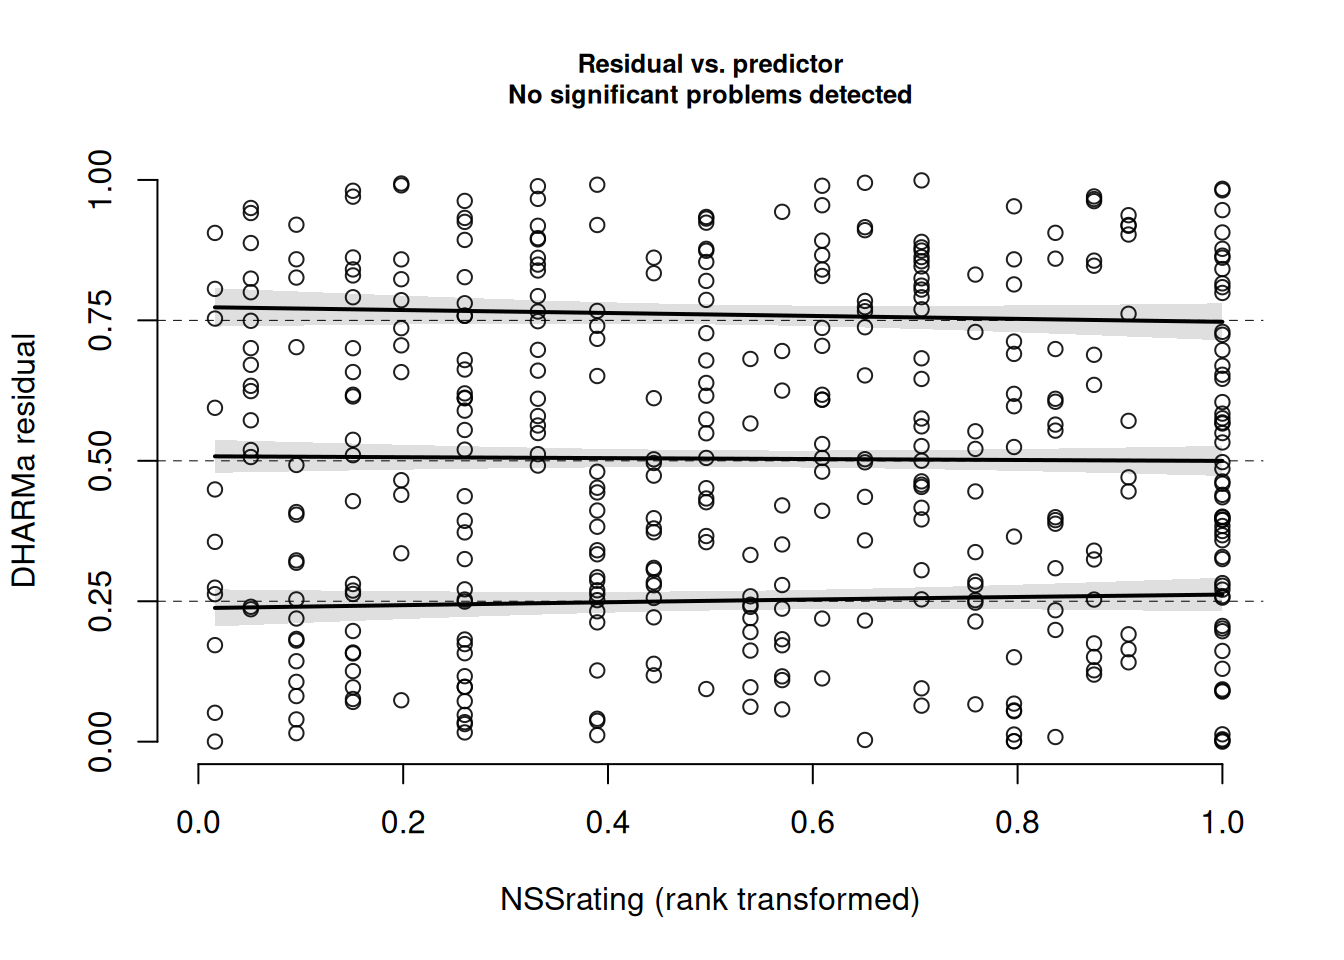 Residual vs. predictor
No significant problems detected
DHARMa residual
1.00
0.75
0.50
0.25
0.00
0.0 0.2 0.4 0.6 0.8 1.0
NSSrating (rank transformed)